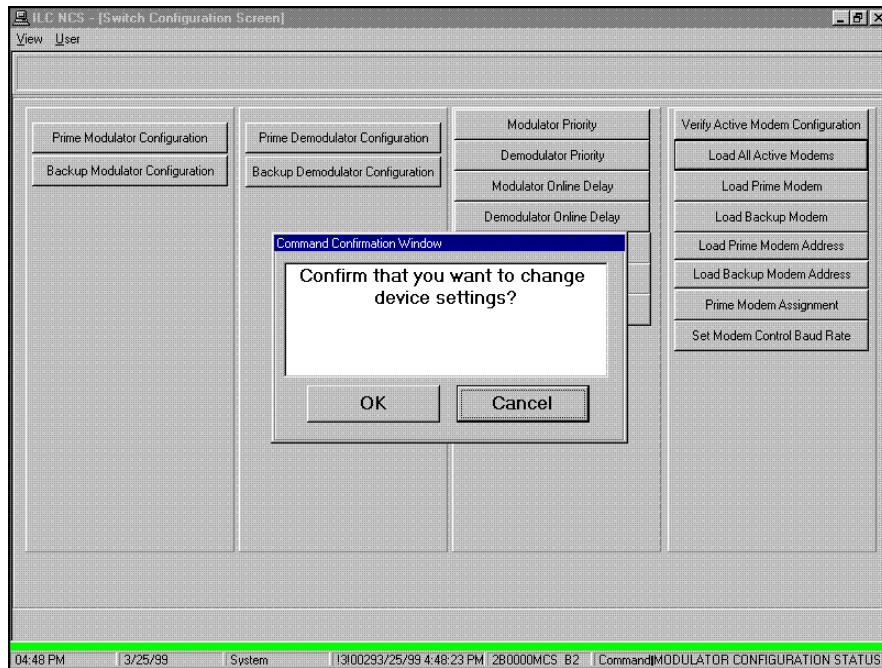 ILC NCS - [Switch Configuration Screen]
View User
Prime Modulator Configuration
Backup Modulator Configuration
Prime Demodulator Configuration
Backup Demodulator Configuration
Modulator Priority
Demodulator Priority
Modulator Online Delay
Demodulator Online Delay
Verify Active Modem Configuration
Load All Active Modems
Load Prime Modem
Load Backup Modem
Load Prime Modem Address
Load Backup Modem Address
Prime Modem Assignment
Set Modem Control Baud Rate
Command Confirmation Window
Confirm that you want to change
device settings?
OK
Cancel
04:48 PM 3/25/99 System !3!00293/25/99 4:48:23 PM 2B0000MCS B2 Command MODULATOR CONFIGURATION STATUS